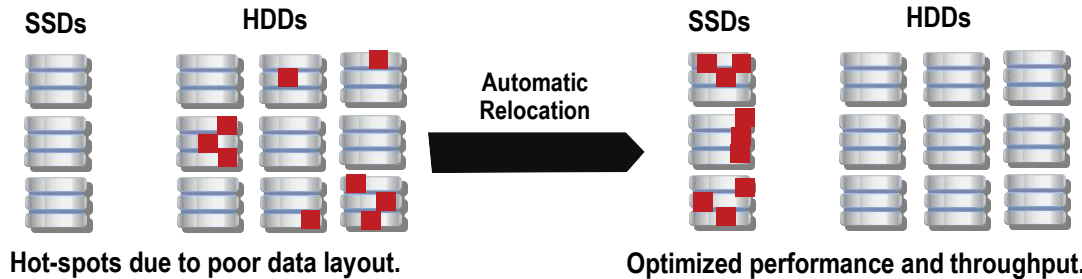 SSDs
HDDs
SSDs
HDDs
Automatic
Relocation
Hot-spots due to poor data layout.
Optimized performance and throughput.